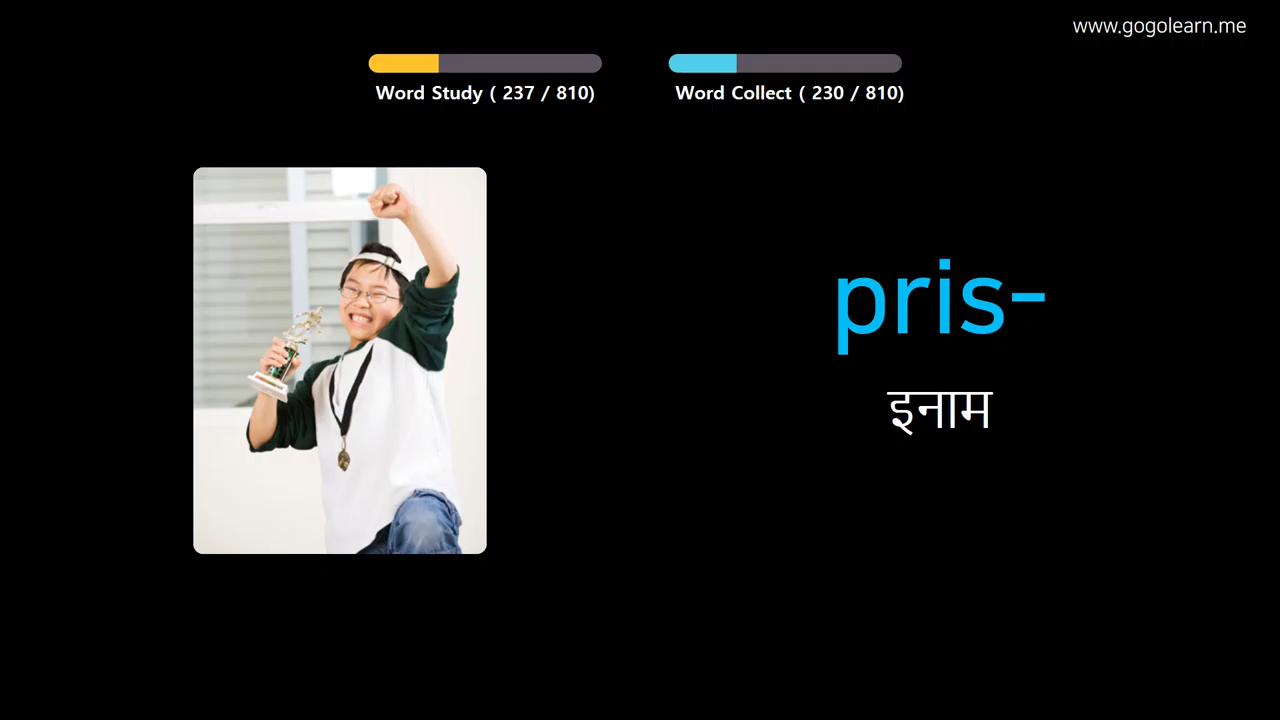 www.gogolearn.me
Word Study ( 237 / 810)
Word Collect ( 230 / 810)
pris-
इनाम